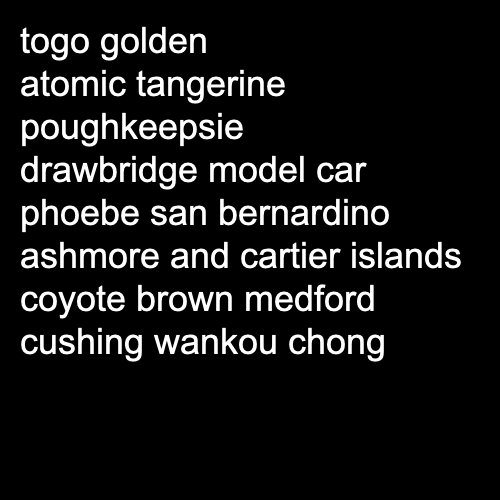 togo golden
atomic tangerine
poughkeepsie
drawbridge model car
phoebe san bernardino
ashmore and cartier islands
coyote brown medford
cushing wankou chong